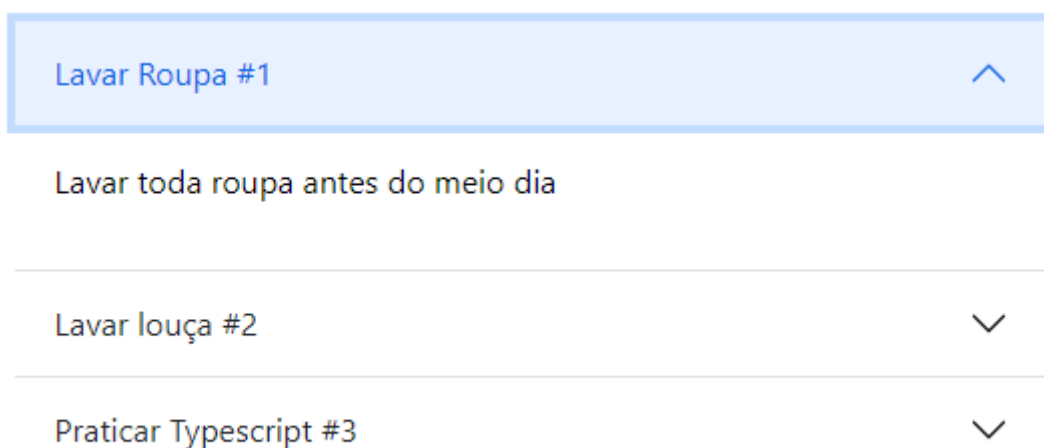 Lavar Roupa #1
Lavar toda roupa antes do meio dia
Lavar louça #2
Praticar Typescript #3